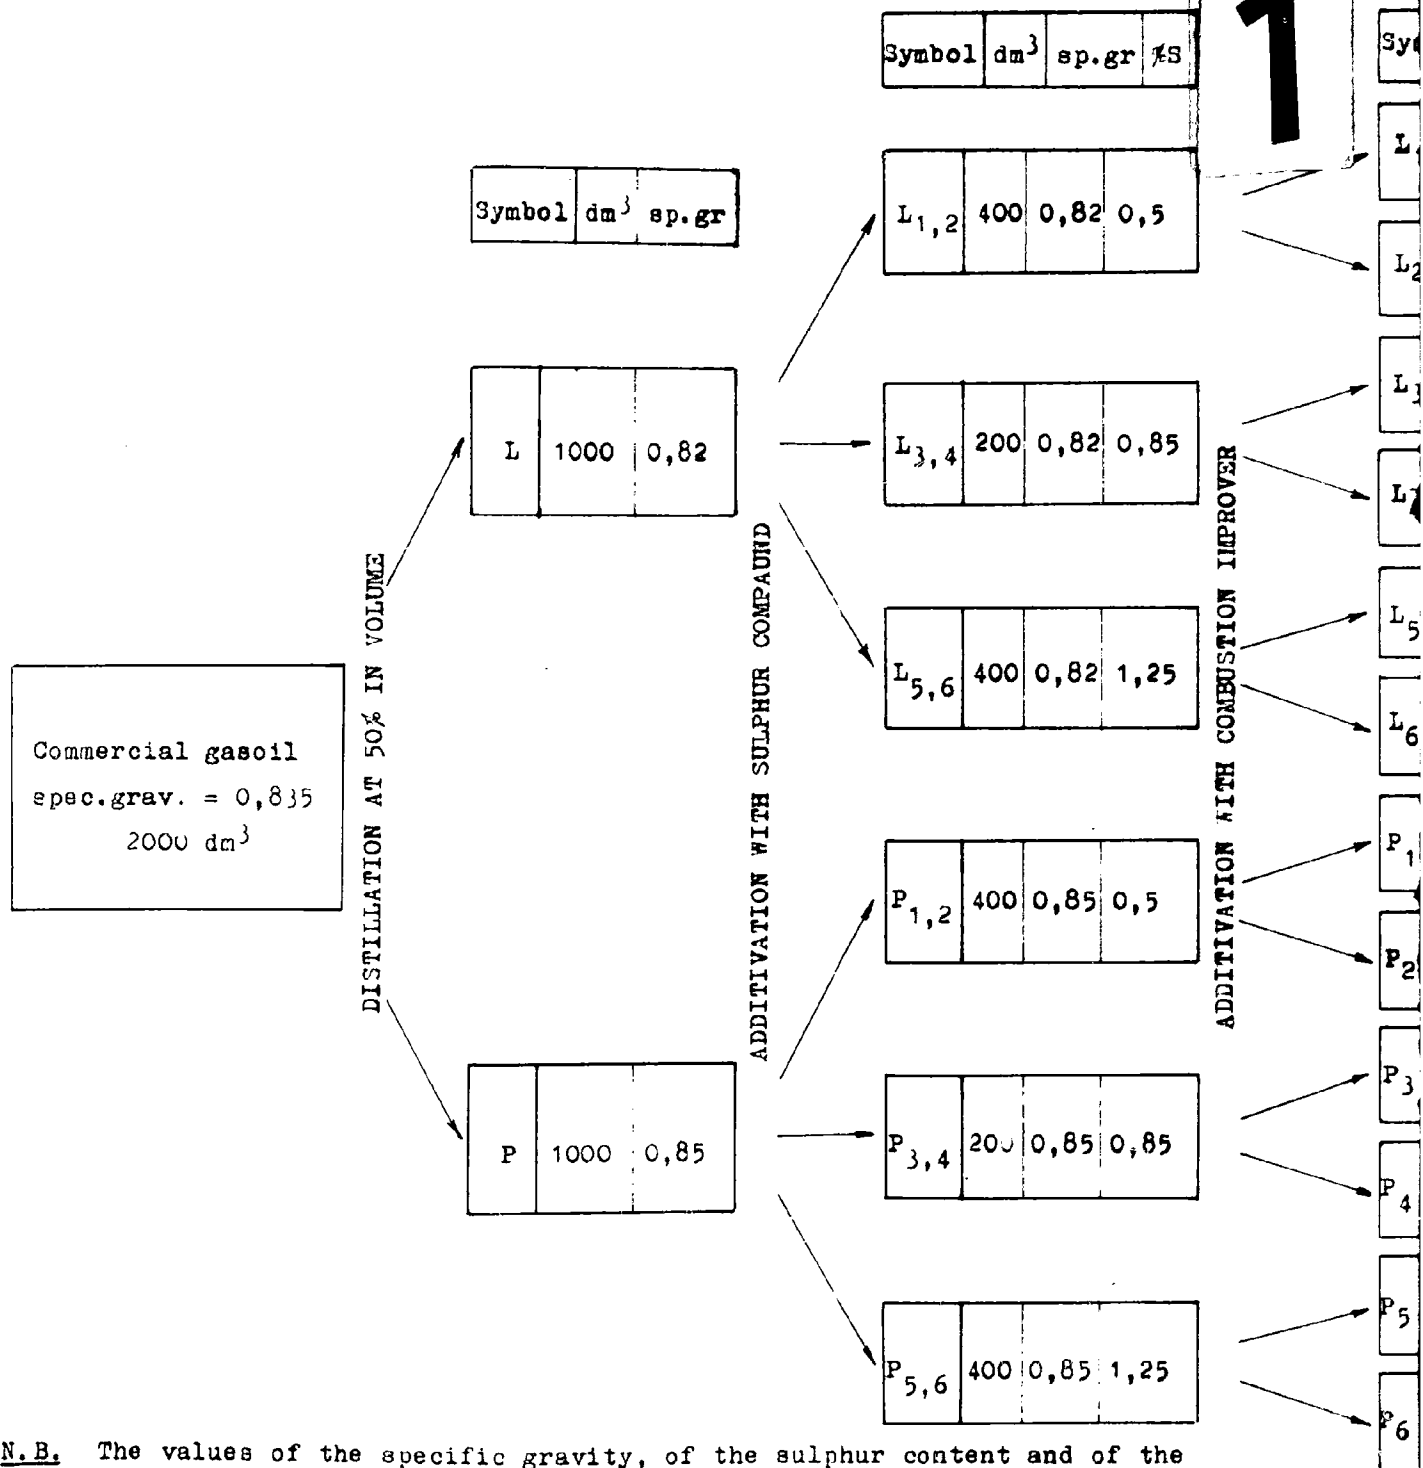 1
Symbol dm³ sp.gr %S
Symbol dm³ sp.gr
Commercial gasoil
spec.grav. = 0,835
2000 dm³
DISTILLATION AT 50% IN VOLUME
L 1000 0,82
P 1000 0,85
ADDITIVATION WITH SULPHUR COMPAUND
L1,2 400 0,82 0,5
L3,4 200 0,82 0,85
L5,6 400 0,82 1,25
P1,2 400 0,85 0,5
P3,4 200 0,85 0,85
P5,6 400 0,85 1,25
ADDITIVATION WITH COMBUSTION IMPROVER
L
L2
L3
L
L5
L6
P1
P2
P3
P4
P5
P6
N.B. The values of the specific gravity, of the sulphur content and of the